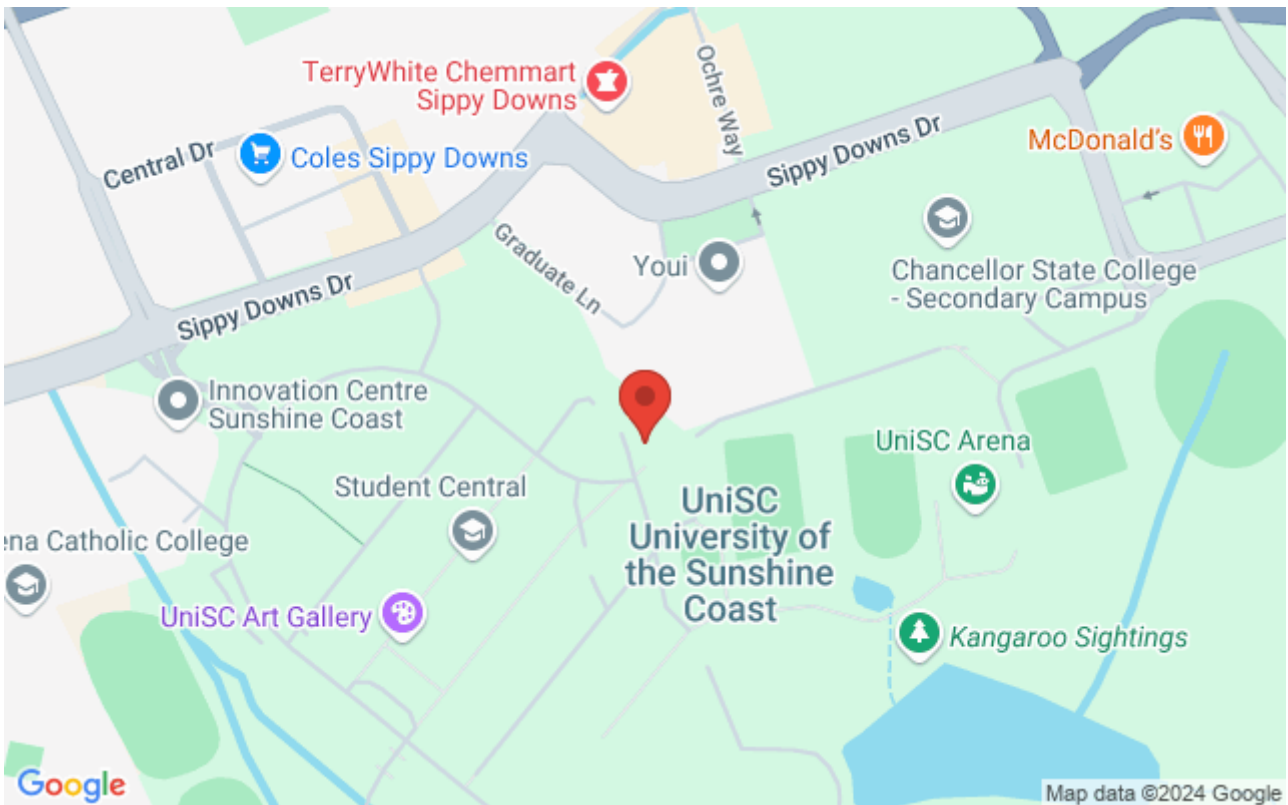 TerryWhite Chemmart
Sippy Downs
Ochre Way
Central Dr
Coles Sippy Downs
Sippy Downs Dr
McDonald's
Graduate Ln
Youi
Chancellor State College
- Secondary Campus
Sippy Downs Dr
Innovation Centre
Sunshine Coast
UniSC Arena
Student Central
UniSC
University of
the Sunshine
Coast
ena Catholic College
UniSC Art Gallery
Kangaroo Sightings
Google
Map data ©2024 Google